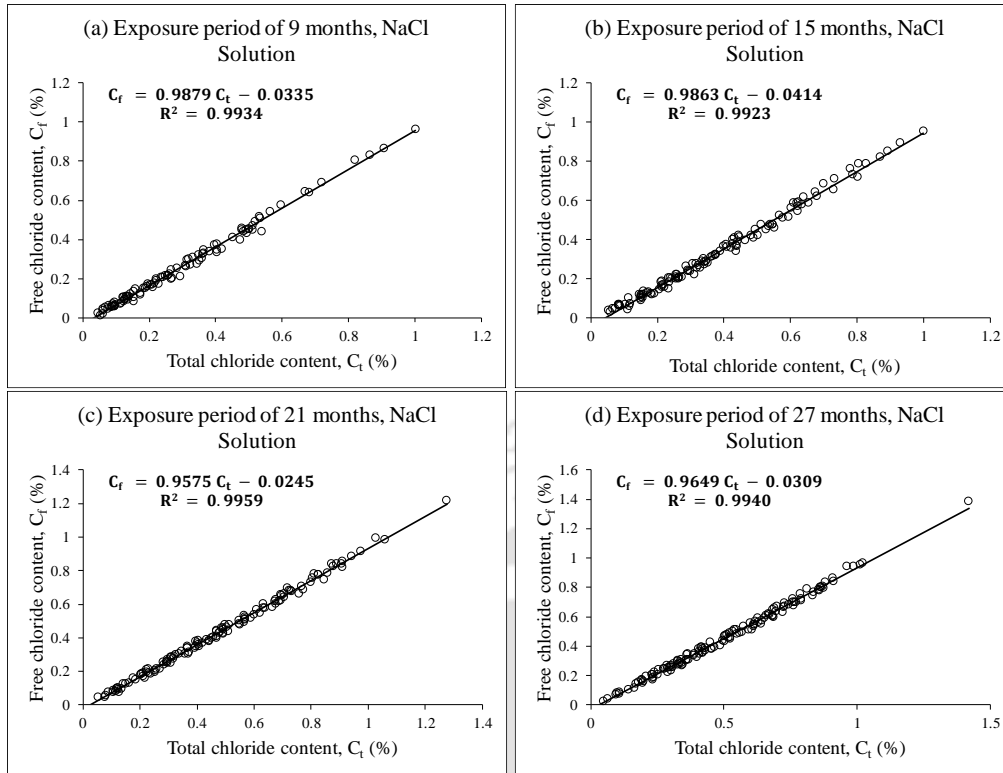 (a) Exposure period of 9 months, NaCl
Solution
C_f = 0.9879 C_t − 0.0335
R² = 0.9934
Free chloride content, C_f (%)
1.2
1
0.8
0.6
0.4
0.2
0
0 0.2 0.4 0.6 0.8 1 1.2
Total chloride content, C_t (%)
(b) Exposure period of 15 months, NaCl
Solution
C_f = 0.9863 C_t − 0.0414
R² = 0.9923
Free chloride content, C_f (%)
1.2
1
0.8
0.6
0.4
0.2
0
0 0.2 0.4 0.6 0.8 1 1.2
Total chloride content, C_t (%)
(c) Exposure period of 21 months, NaCl
Solution
C_f = 0.9575 C_t − 0.0245
R² = 0.9959
Free chloride content, C_f (%)
1.4
1.2
1
0.8
0.6
0.4
0.2
0
0 0.2 0.4 0.6 0.8 1 1.2 1.4
Total chloride content, C_t (%)
(d) Exposure period of 27 months, NaCl
Solution
C_f = 0.9649 C_t − 0.0309
R² = 0.9940
Free chloride content, C_f (%)
1.6
1.4
1.2
1
0.8
0.6
0.4
0.2
0
0 0.5 1 1.5
Total chloride content, C_t (%)